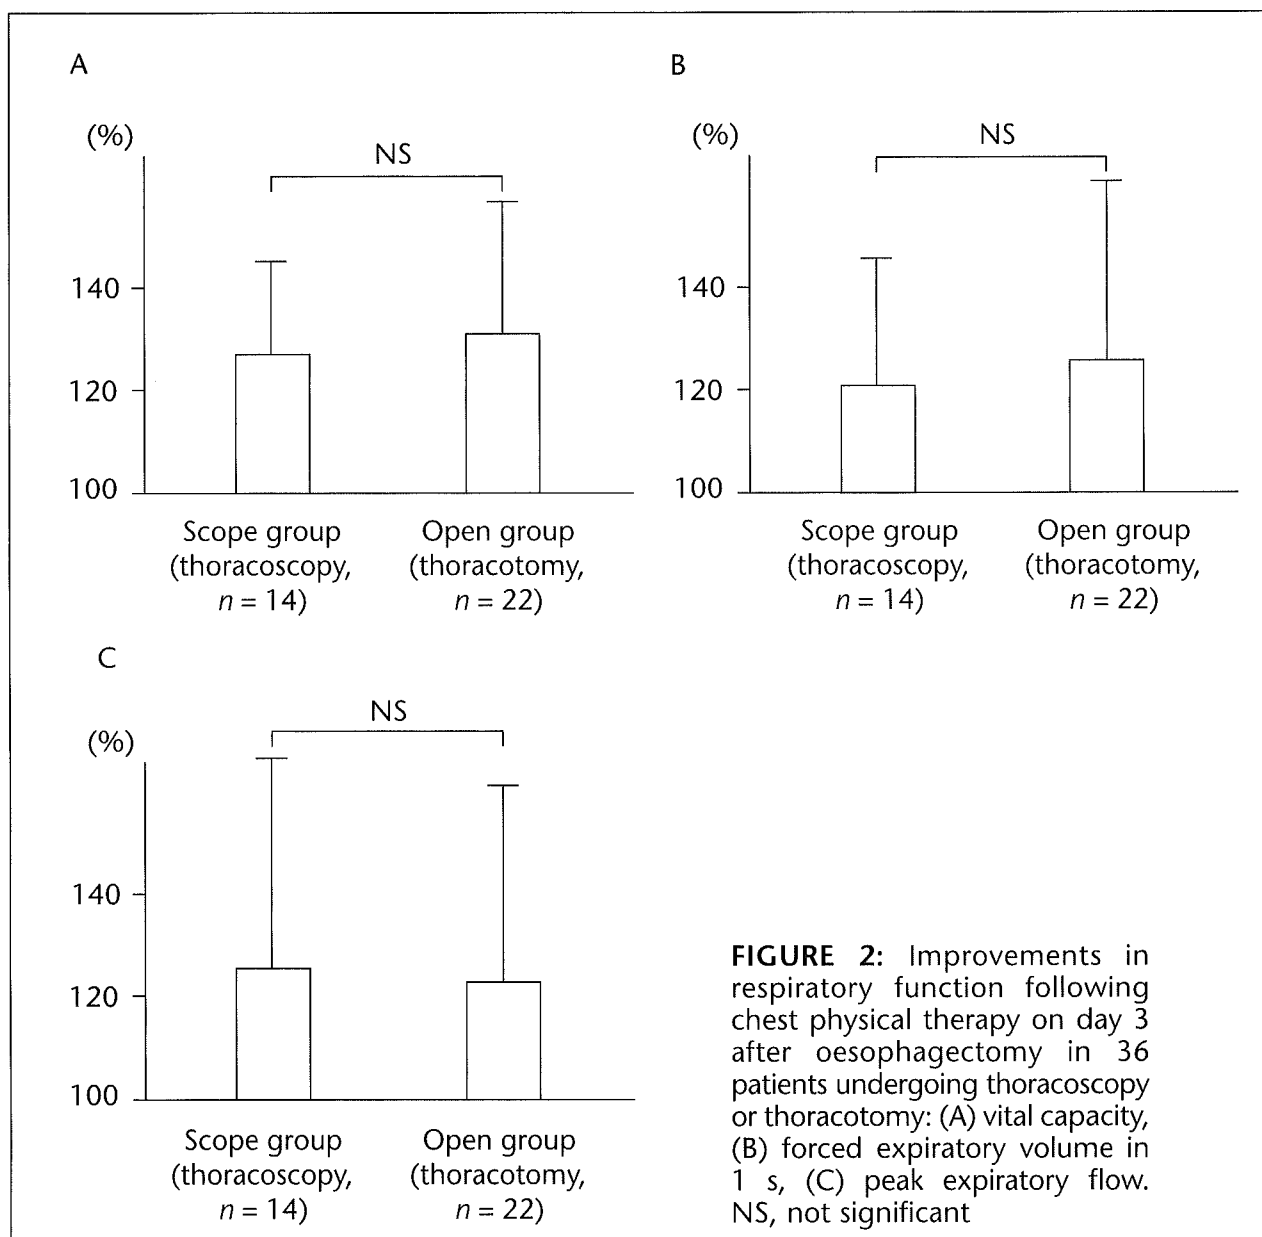 A
(%)
NS
140
120
100
Scope group
(thoracoscopy,
n = 14)
Open group
(thoracotomy,
n = 22)
B
(%)
NS
140
120
100
Scope group
(thoracoscopy,
n = 14)
Open group
(thoracotomy,
n = 22)
C
(%)
NS
140
120
100
Scope group
(thoracoscopy,
n = 14)
Open group
(thoracotomy,
n = 22)
FIGURE 2: Improvements in
respiratory function following
chest physical therapy on day 3
after oesophagectomy in 36
patients undergoing thoracoscopy
or thoracotomy: (A) vital capacity,
(B) forced expiratory volume in
1 s, (C) peak expiratory flow.
NS, not significant